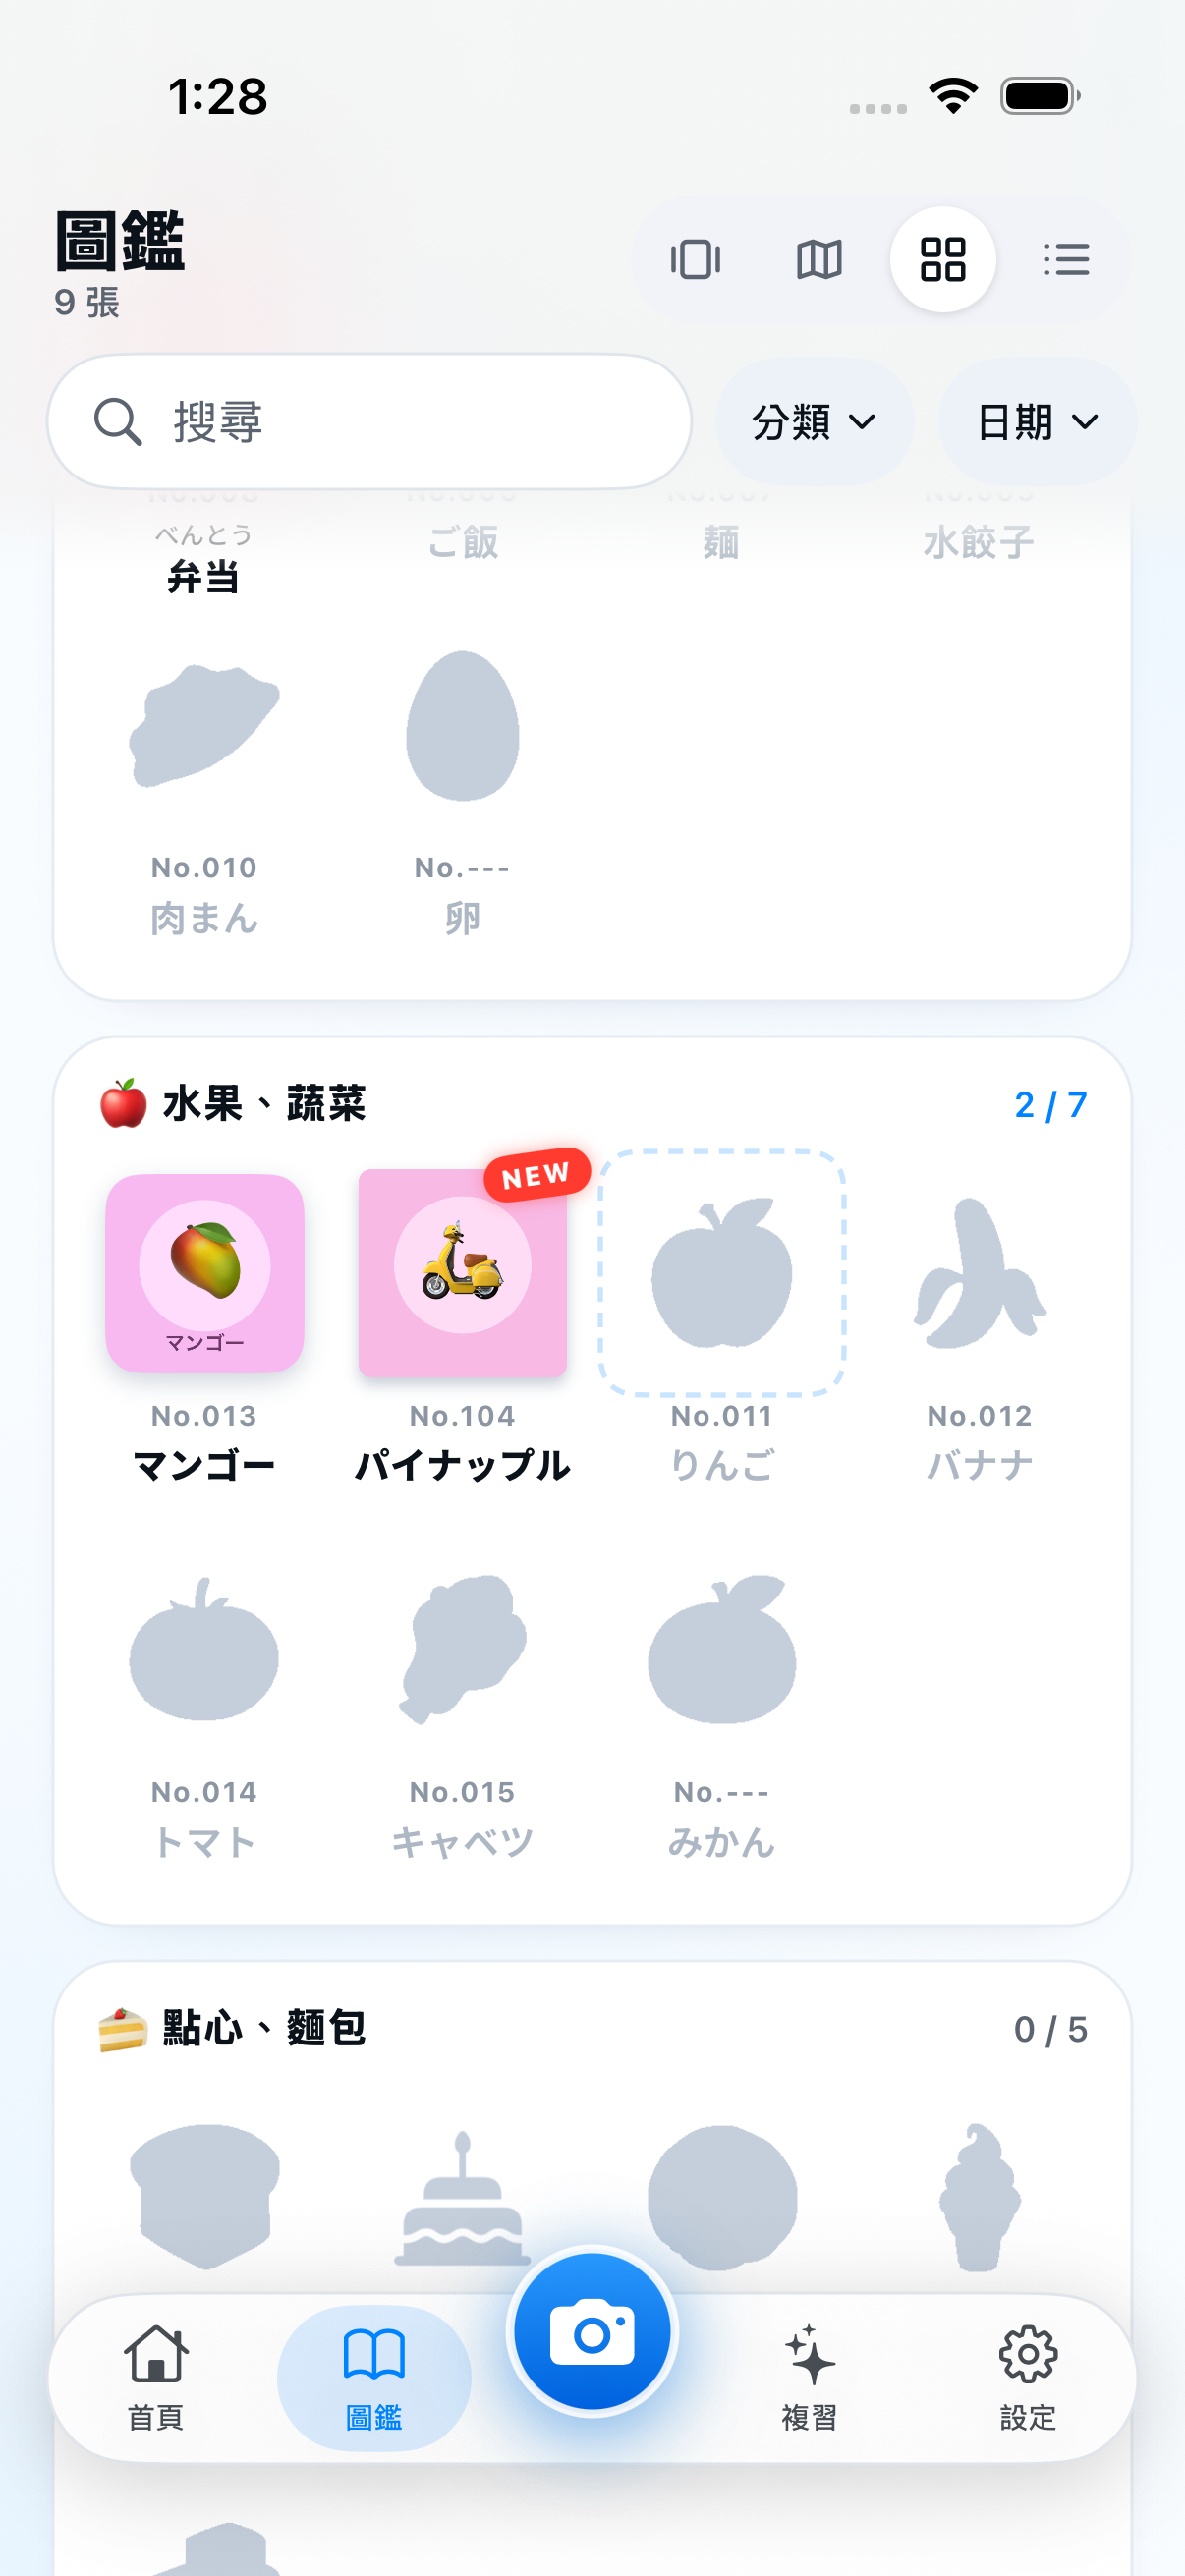 1:28
圖鑑
9 張
搜尋
分類
日期
べんとう
弁当
ご飯
麺
水餃子
No.010
No.---
肉まん
卵
水果、蔬菜
2 / 7
NEW
マンゴー
No.013
No.104
No.011
No.012
マンゴー
パイナップル
りんご
バナナ
No.014
No.015
No.---
トマト
キャベツ
みかん
點心、麵包
0 / 5
首頁
圖鑑
複習
設定